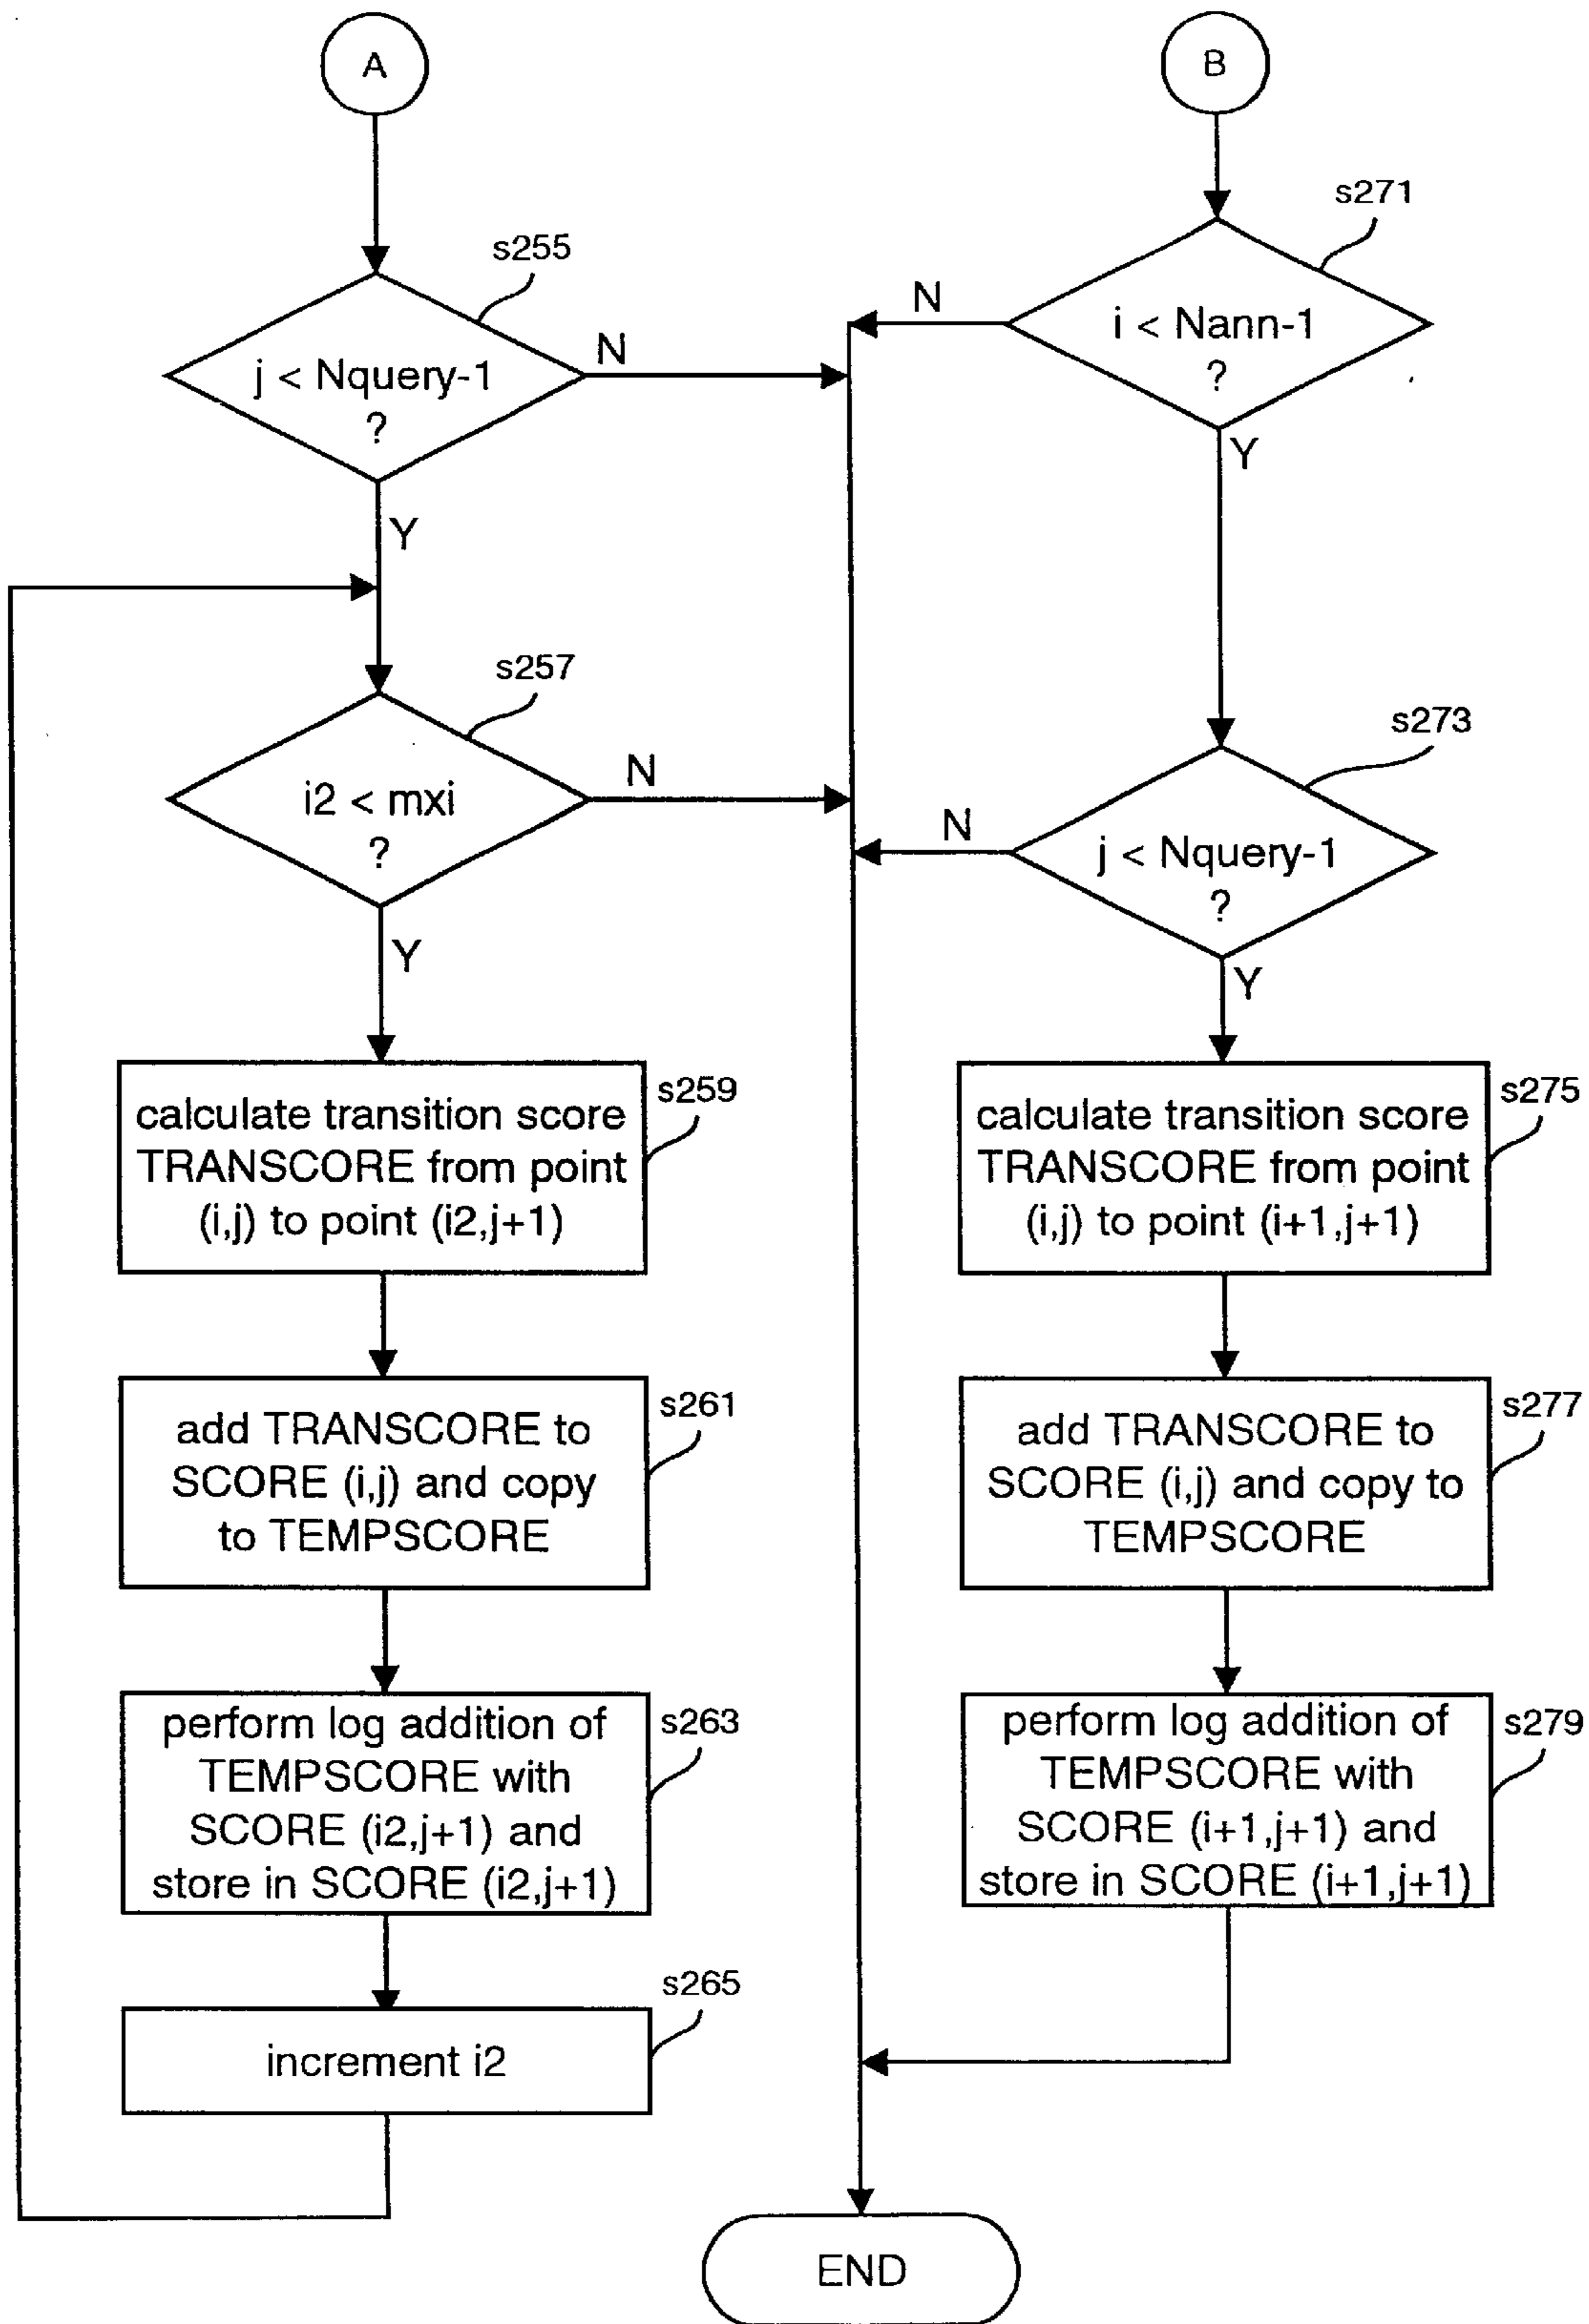 A
B
s271
s255
N
i < Nann-1
?
N
j < Nquery-1
?
Y
Y
s257
s273
N
i2 < mxi
?
N
j < Nquery-1
?
Y
Y
s259
calculate transition score
TRANSCORE from point
(i,j) to point (i2,j+1)
s275
calculate transition score
TRANSCORE from point
(i,j) to point (i+1,j+1)
s261
add TRANSCORE to
SCORE (i,j) and copy
to TEMPSCORE
s277
add TRANSCORE to
SCORE (i,j) and copy to
TEMPSCORE
s263
perform log addition of
TEMPSCORE with
SCORE (i2,j+1) and
store in SCORE (i2,j+1)
s279
perform log addition of
TEMPSCORE with
SCORE (i+1,j+1) and
store in SCORE (i+1,j+1)
s265
increment i2
END